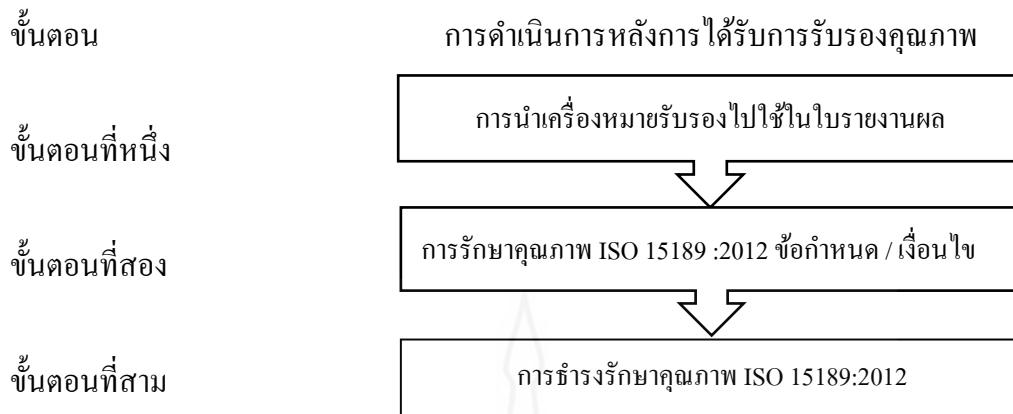 ขั้นตอน การดำเนินการหลังการได้รับการรับรองคุณภาพ
การนำเครื่องหมายรับรองไปใช้ในใบรายงานผล
ขั้นตอนที่หนึ่ง
การรักษาคุณภาพ ISO 15189 :2012 ข้อกำหนด / เงื่อนไข
ขั้นตอนที่สอง
ขั้นตอนที่สาม การธำรงรักษาคุณภาพ ISO 15189:2012